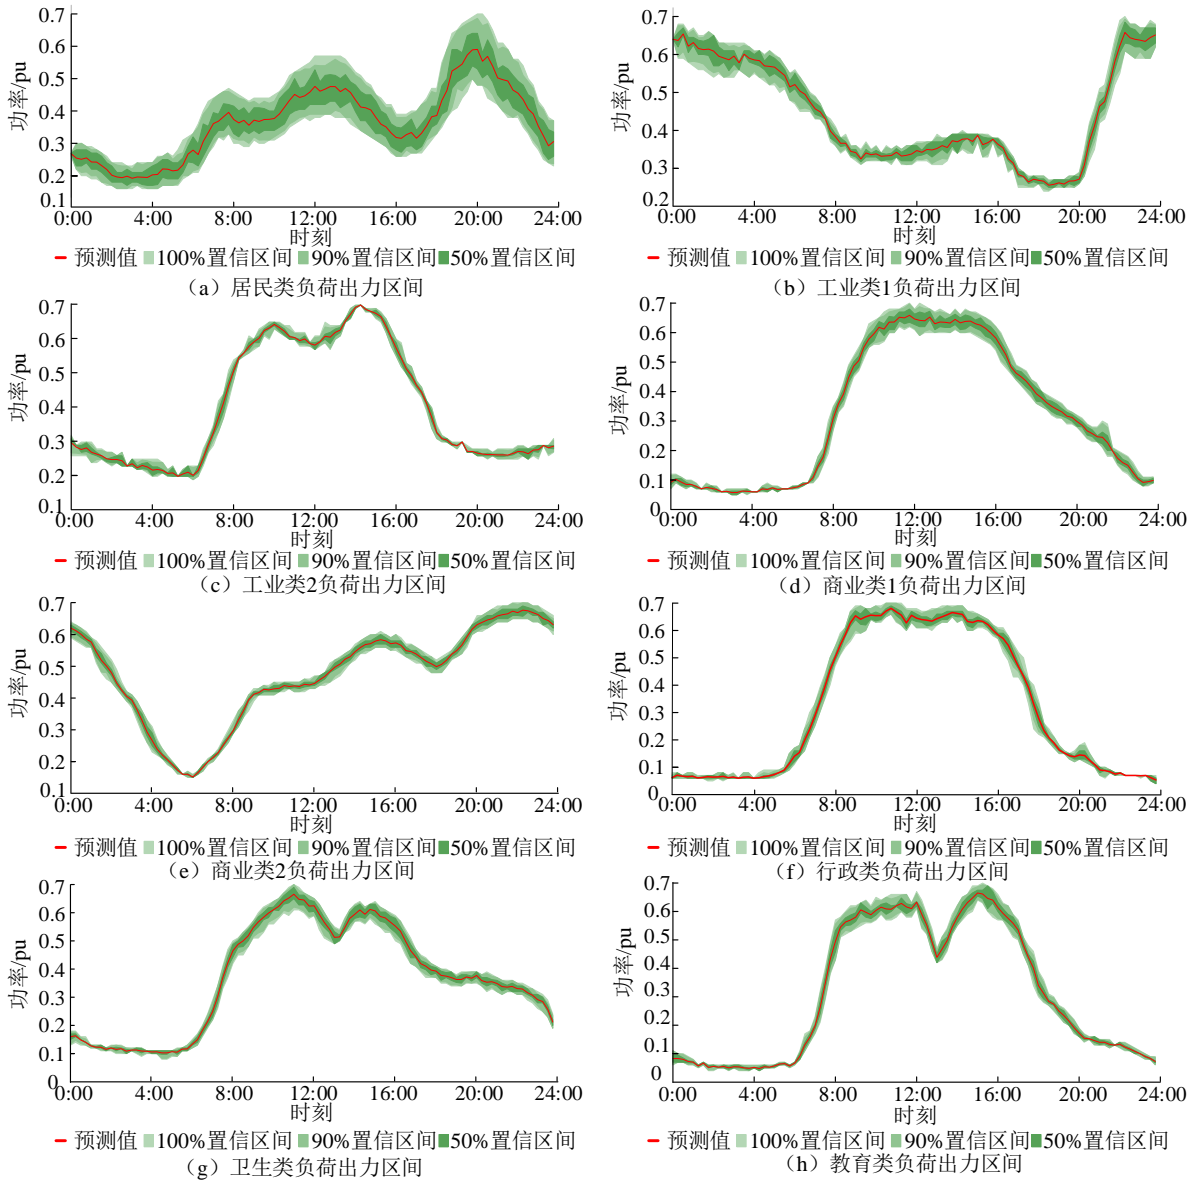 功率/pu
0.7
0.6
0.5
0.4
0.3
0.2
0.1
0:00 4:00 8:00 12:00 16:00 20:00 24:00
时刻
预测值 100%置信区间 90%置信区间 50%置信区间
（a）居民类负荷出力区间
功率/pu
0.7
0.6
0.5
0.4
0.3
0.2
0:00 4:00 8:00 12:00 16:00 20:00 24:00
时刻
预测值 100%置信区间 90%置信区间 50%置信区间
（b）工业类1负荷出力区间
功率/pu
0.7
0.6
0.5
0.4
0.3
0.2
0.1
0:00 4:00 8:00 12:00 16:00 20:00 24:00
时刻
预测值 100%置信区间 90%置信区间 50%置信区间
（c）工业类2负荷出力区间
功率/pu
0.7
0.6
0.5
0.4
0.3
0.2
0.1
0
0:00 4:00 8:00 12:00 16:00 20:00 24:00
时刻
预测值 100%置信区间 90%置信区间 50%置信区间
（d）商业类1负荷出力区间
功率/pu
0.7
0.6
0.5
0.4
0.3
0.2
0.1
0:00 4:00 8:00 12:00 16:00 20:00 24:00
时刻
预测值 100%置信区间 90%置信区间 50%置信区间
（e）商业类2负荷出力区间
功率/pu
0.7
0.6
0.5
0.4
0.3
0.2
0.1
0
0:00 4:00 8:00 12:00 16:00 20:00 24:00
时刻
预测值 100%置信区间 90%置信区间 50%置信区间
（f）行政类负荷出力区间
功率/pu
0.7
0.6
0.5
0.4
0.3
0.2
0.1
0
0:00 4:00 8:00 12:00 16:00 20:00 24:00
时刻
预测值 100%置信区间 90%置信区间 50%置信区间
（g）卫生类负荷出力区间
功率/pu
0.7
0.6
0.5
0.4
0.3
0.2
0.1
0
0:00 4:00 8:00 12:00 16:00 20:00 24:00
时刻
预测值 100%置信区间 90%置信区间 50%置信区间
（h）教育类负荷出力区间